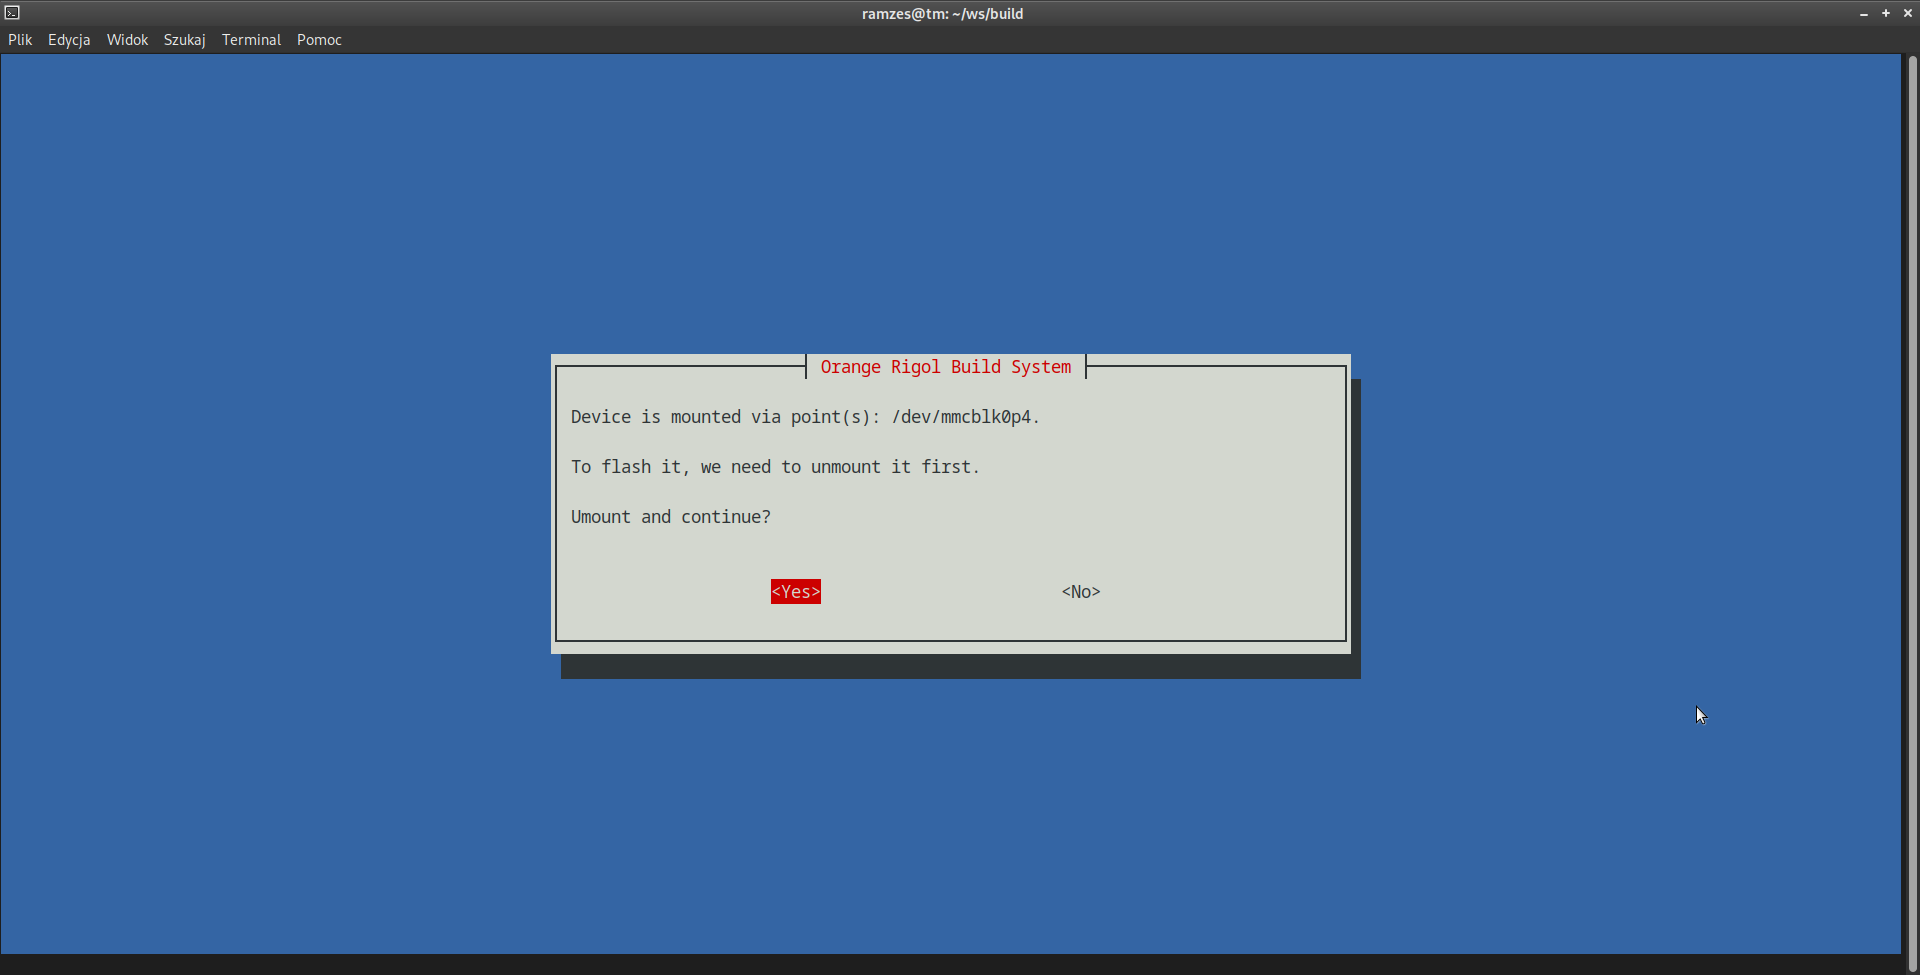 ramzes@tm: ~/ws/build
Plik Edycja Widok Szukaj Terminal Pomoc
Orange Rigol Build System
Device is mounted via point(s): /dev/mmcblk0p4.
To flash it, we need to unmount it first.
Umount and continue?
<Yes> <No>